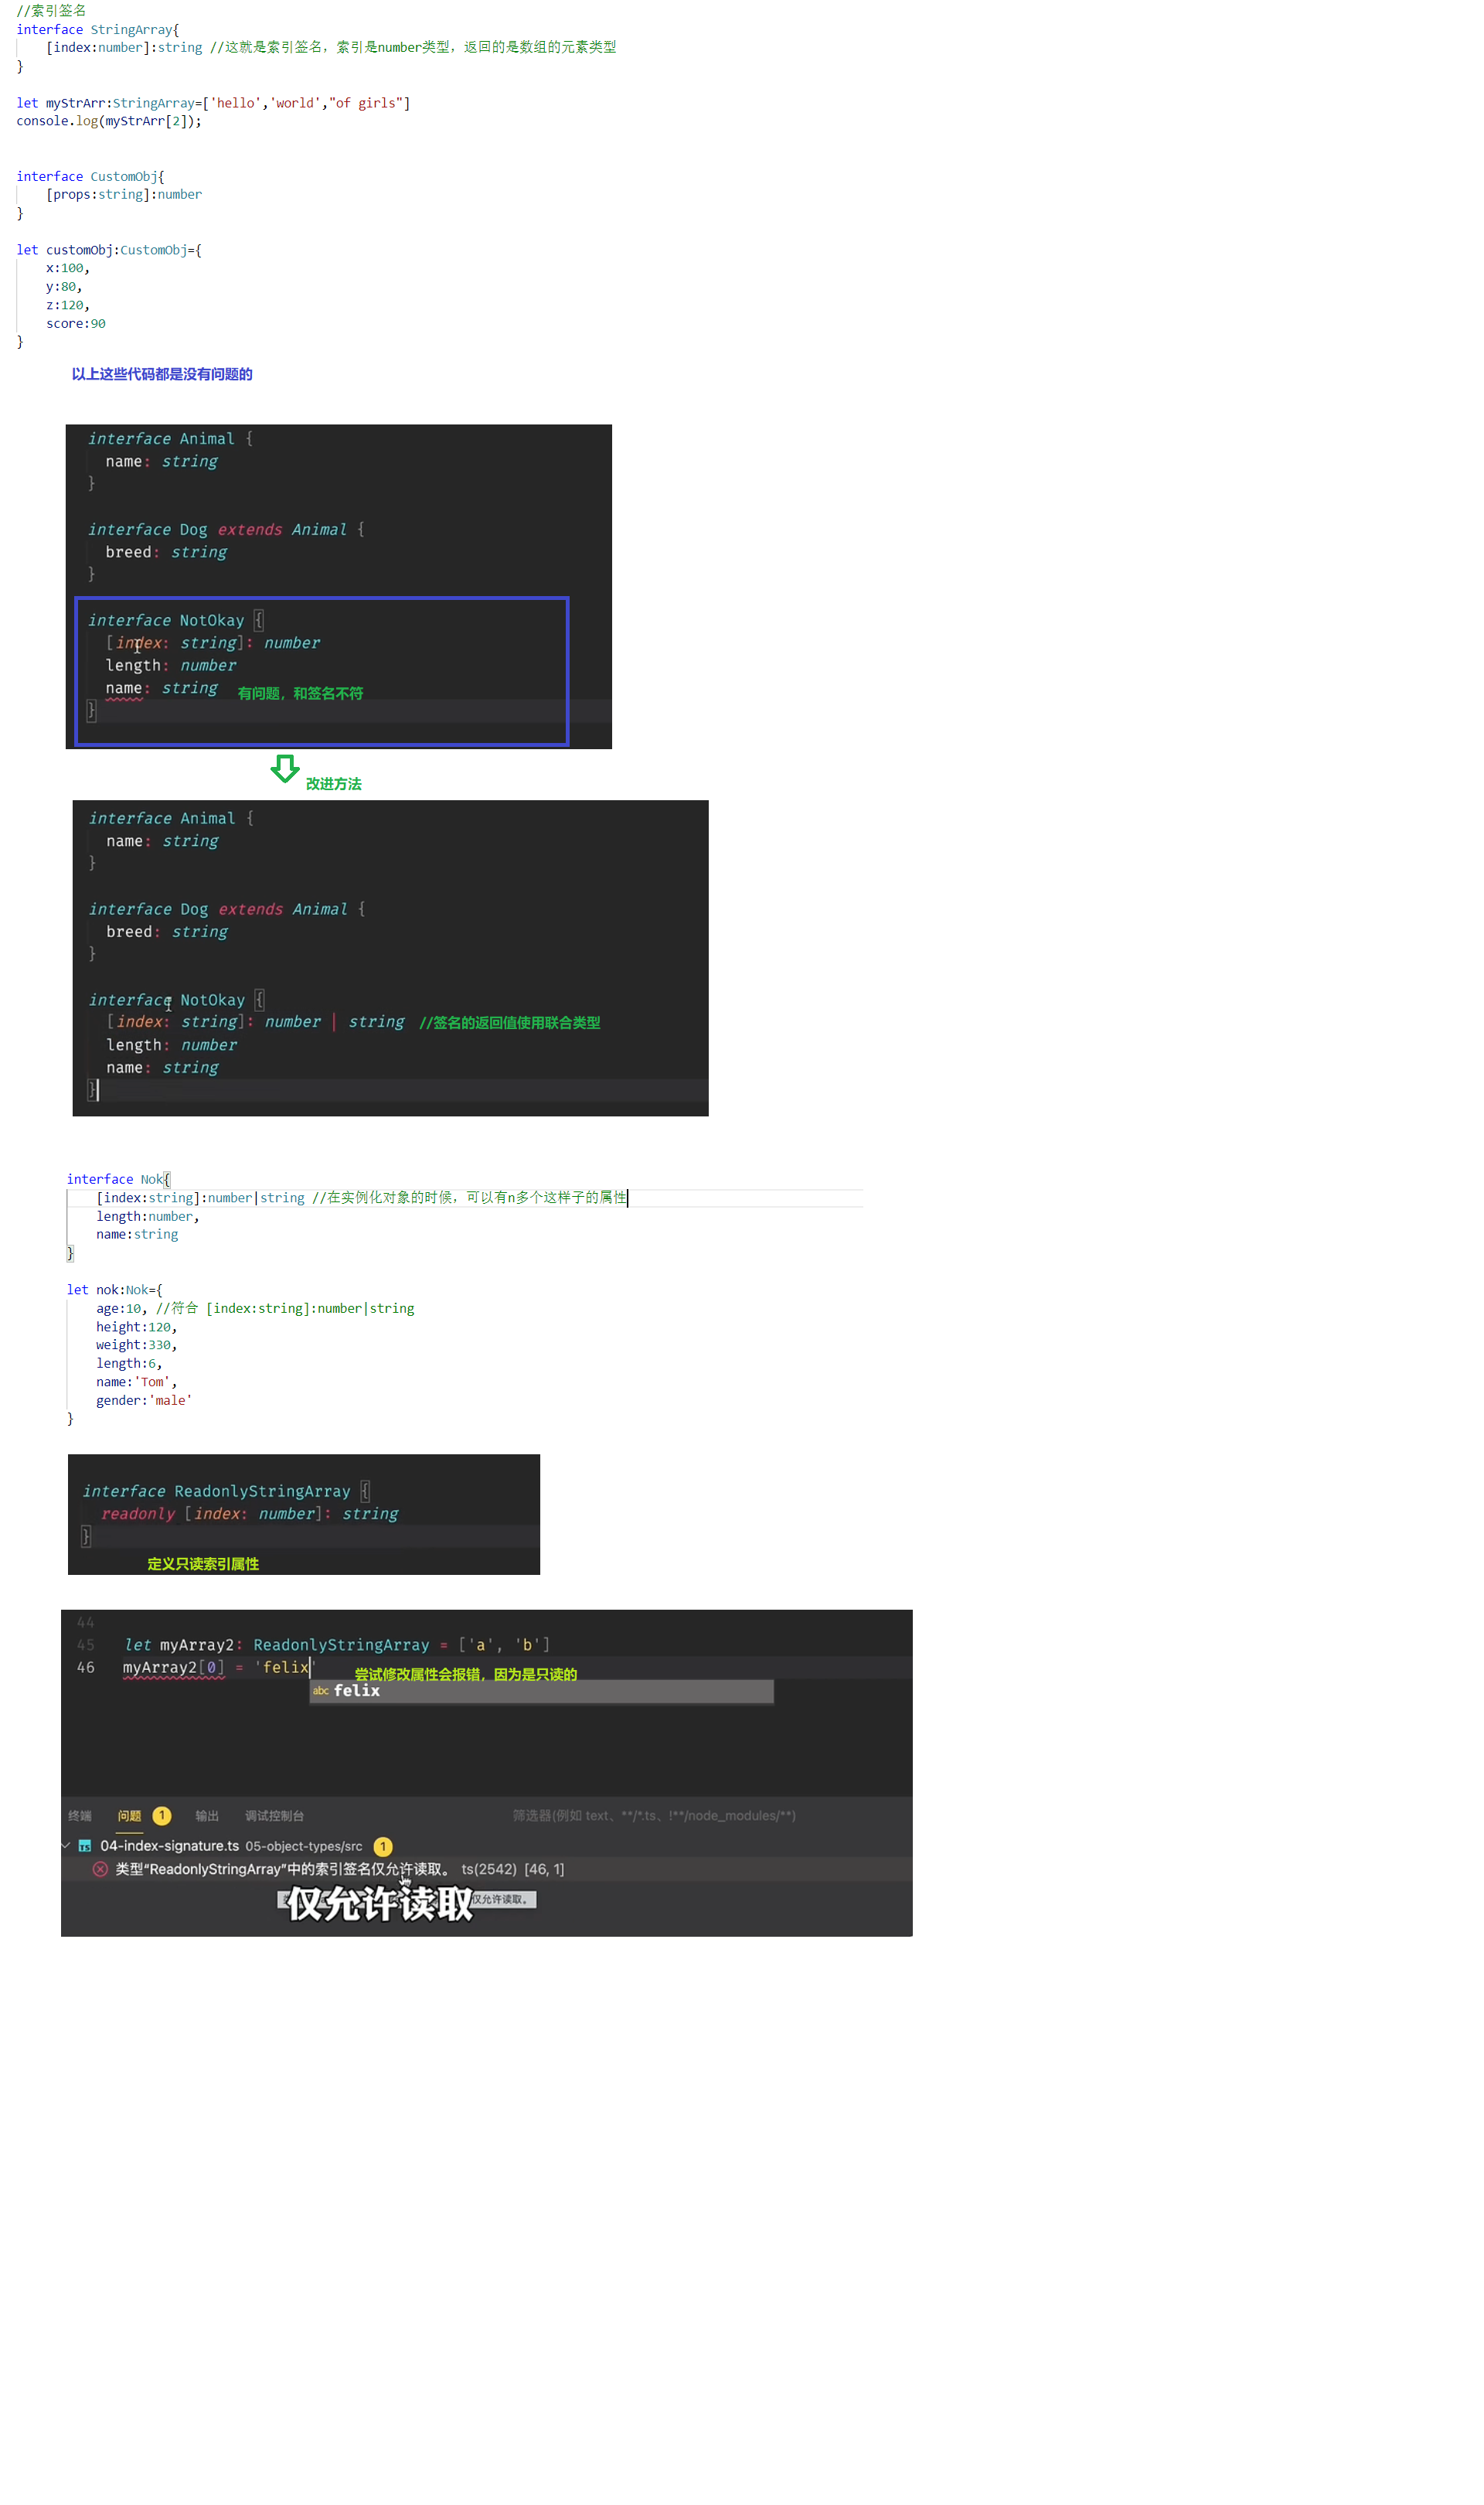 //索引签名
interface StringArray{
[index:number]:string //这就是索引签名，索引是number类型，返回的是数组的元素类型
}
let myStrArr:StringArray=['hello','world',"of girls"]
console.log(myStrArr[2]);
interface CustomObj{
[props:string]:number
}
let customObj:CustomObj={
x:100,
y:80,
z:120,
score:90
}
以上这些代码都是没有问题的
interface Animal {
name: string
}
interface Dog extends Animal {
breed: string
}
interface NotOkay {
[index: string]: number
length: number
name: string 有问题，和签名不符
}
改进方法
interface Animal {
name: string
}
interface Dog extends Animal {
breed: string
}
interface NotOkay {
[index: string]: number | string //签名的返回值使用联合类型
length: number
name: string
}
interface Nok{
[index:string]:number|string //在实例化对象的时候，可以有n多个这样子的属性
length:number,
name:string
}
let nok:Nok={
age:10, //符合 [index:string]:number|string
height:120,
weight:330,
length:6,
name:'Tom',
gender:'male'
}
interface ReadonlyStringArray {
readonly [index: number]: string
}
定义只读索引属性
44
45 let myArray2: ReadonlyStringArray = ['a', 'b']
46 myArray2[0] = 'felix' 尝试修改属性会报错，因为是只读的
abc felix
终端 问题 1 输出 调试控制台 筛选器(例如 text、**/*.ts、!**/node_modules/**)
TS 04-index-signature.ts 05-object-types/src 1
类型“ReadonlyStringArray”中的索引签名仅允许读取。 ts(2542) [46, 1]
仅允许读取
仅允许读取。